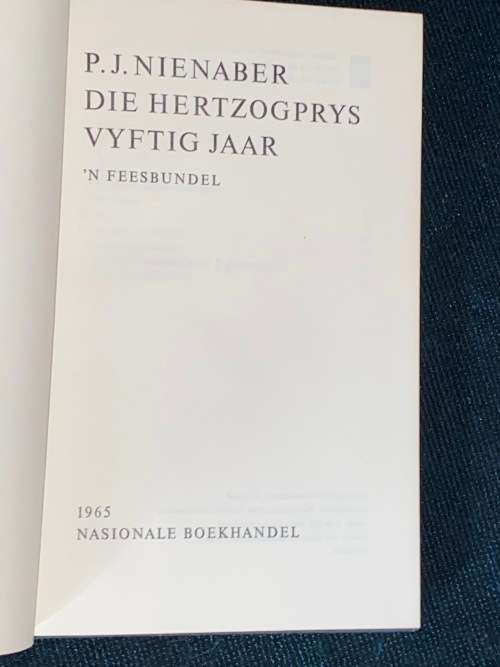 P. J. NIENABER
DIE HERTZOGPRYS
VYFTIG JAAR
'N FEESBUNDEL
1965
NASIONALE BOEKHANDEL